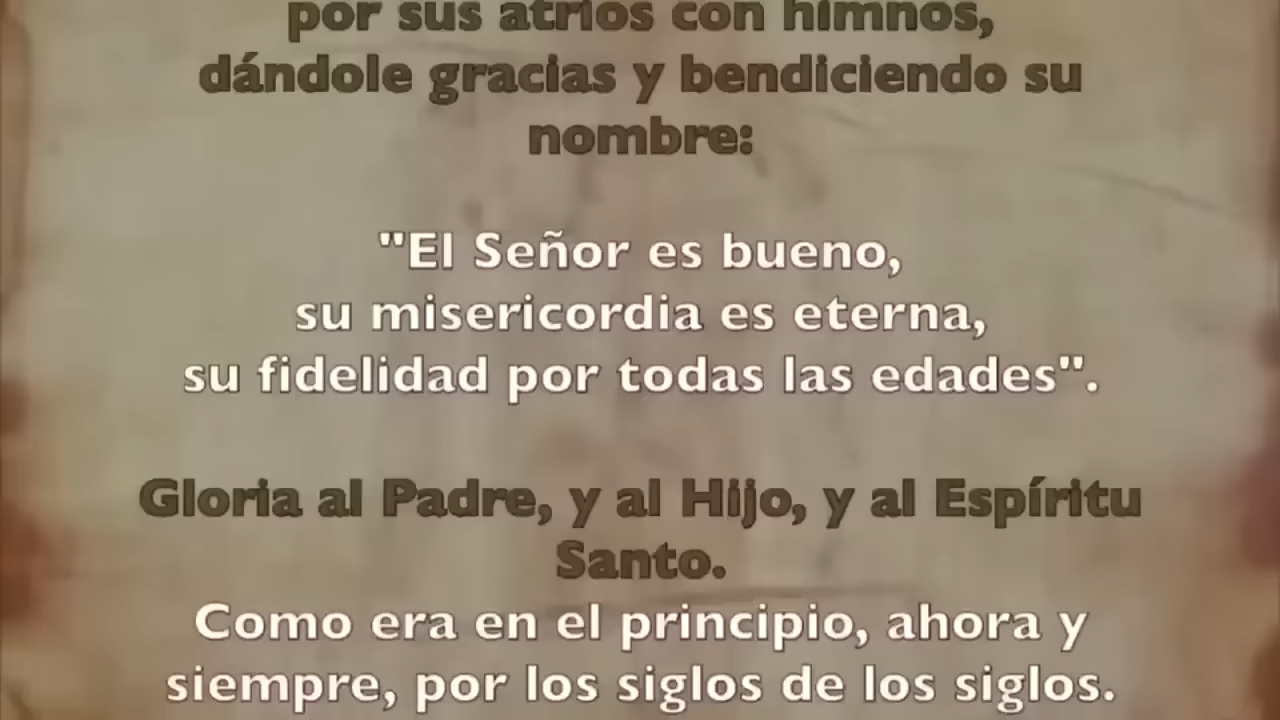 por sus atrios con himnos,
dándole gracias y bendiciendo su
nombre:
"El Señor es bueno,
su misericordia es eterna,
su fidelidad por todas las edades".
Gloria al Padre, y al Hijo, y al Espíritu
Santo.
Como era en el principio, ahora y
siempre, por los siglos de los siglos.